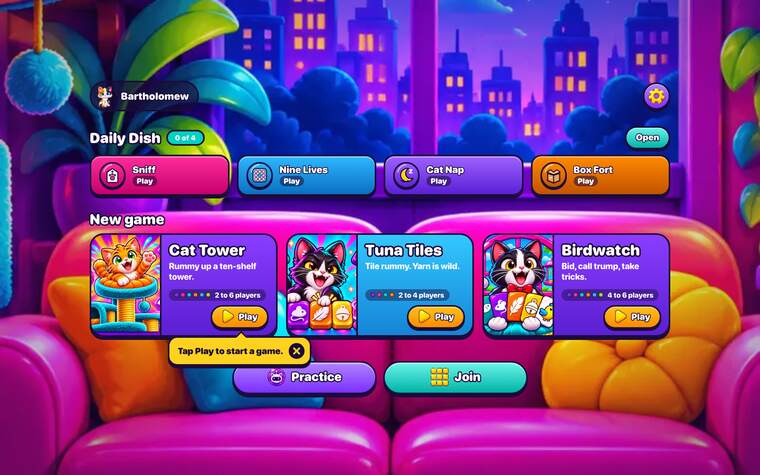 Bartholomew
Daily Dish
0 of 4
Open
Sniff
Play
Nine Lives
Play
Cat Nap
Play
Box Fort
Play
New game
Cat Tower
Rummy up a ten-shelf
tower.
2 to 6 players
Play
Tuna Tiles
Tile rummy. Yarn is wild.
2 to 4 players
Play
Birdwatch
Bid, call trump, take
tricks.
4 to 6 players
Play
Tap Play to start a game.
Practice
Join